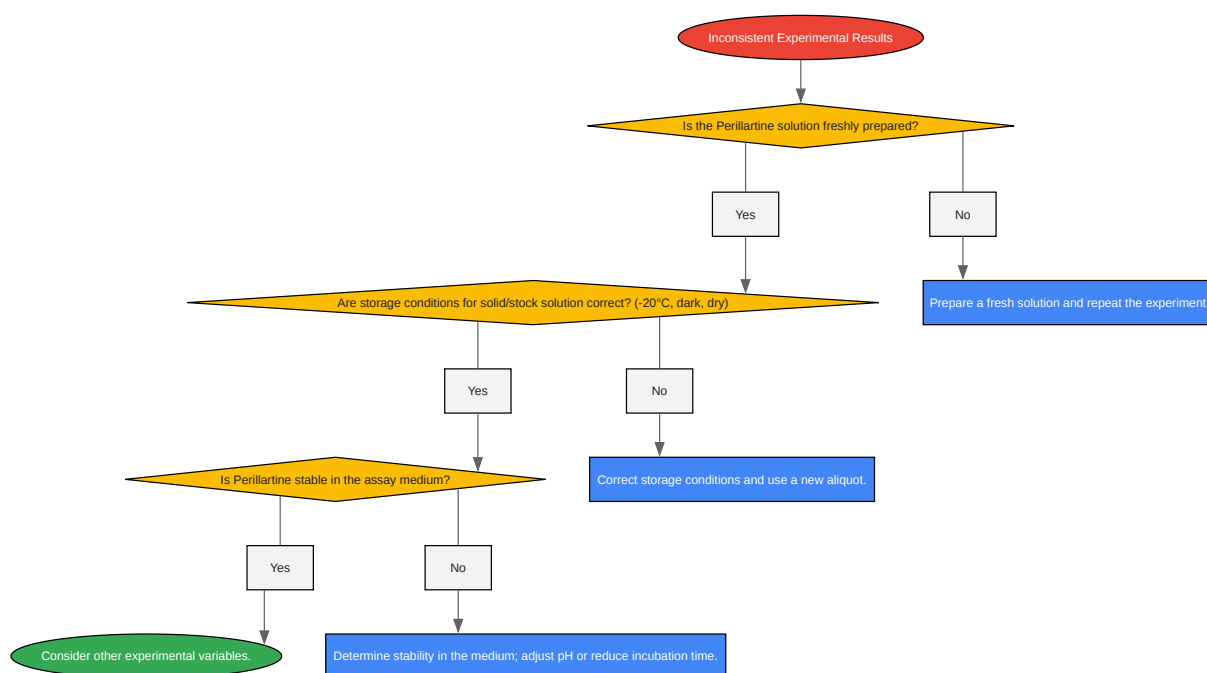 Inconsistent Experimental Results
Is the Perillartine solution freshly prepared?
Yes
No
Are storage conditions for solid/stock solution correct? (-20°C, dark, dry)
Prepare a fresh solution and repeat the experiment
Yes
No
Is Perillartine stable in the assay medium?
Correct storage conditions and use a new aliquot.
Yes
No
Consider other experimental variables.
Determine stability in the medium; adjust pH or reduce incubation time.